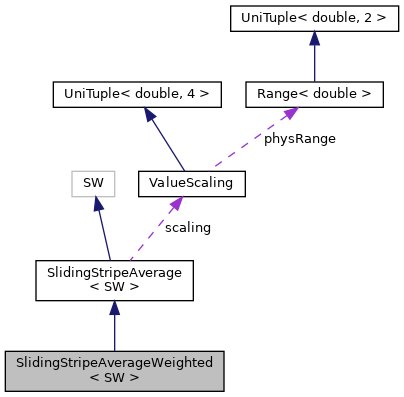 UniTuple< double, 2 >
UniTuple< double, 4 >
Range< double >
physRange
SW
ValueScaling
scaling
SlidingStripeAverage
< SW >
SlidingStripeAverageWeighted
< SW >